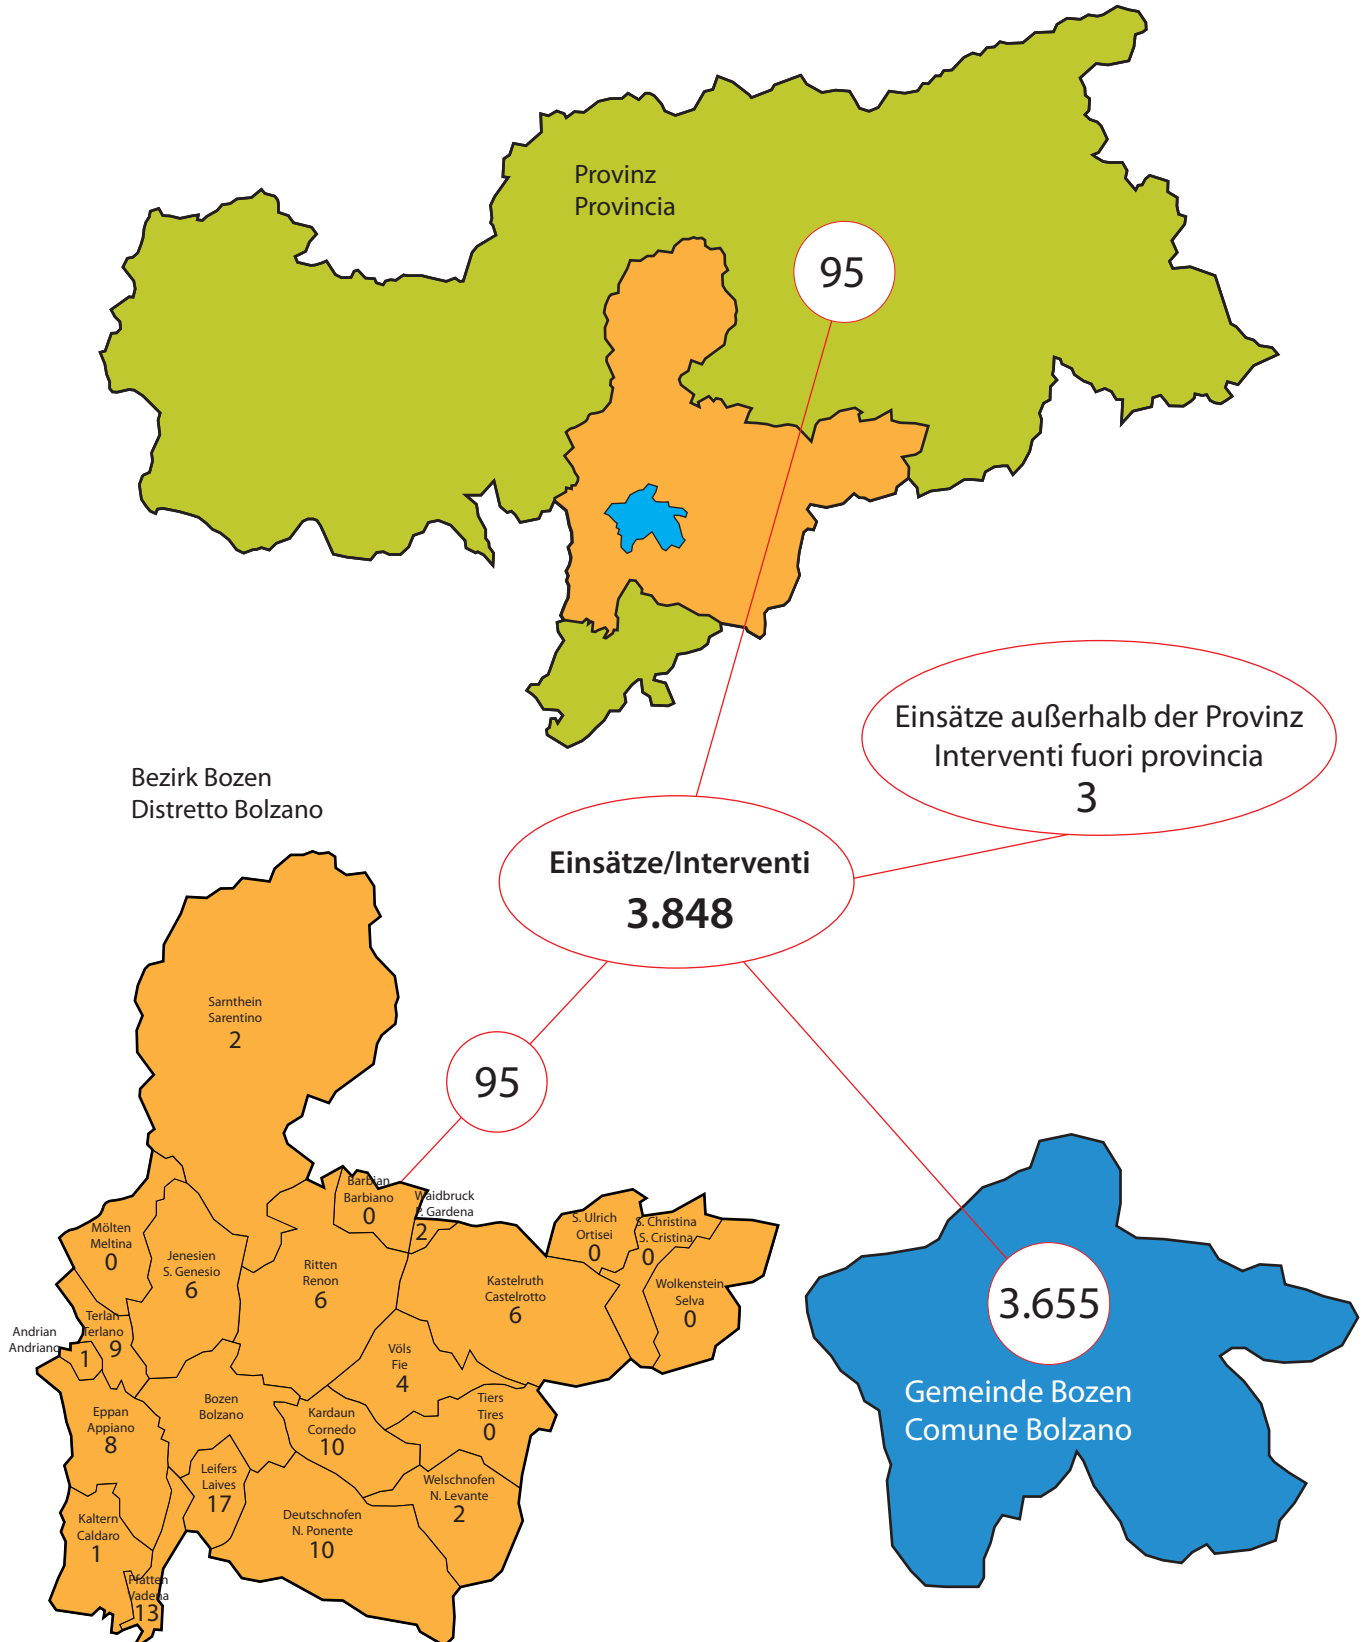 Provinz
Provincia
95
Einsätze außerhalb der Provinz
Interventi fuori provincia
3
Bezirk Bozen
Distretto Bolzano
Einsätze/Interventi
3.848
95
Sarnthein
Sarentino
2
Barbian
Barbiano
0
Waidbruck
P. Gardena
2
Mölten
Meltina
0
Jenesien
S. Genesio
6
Ritten
Renon
6
Kastelruth
Castelrotto
6
S. Ulrich
Ortisei
0
S. Christina
S. Cristina
0
Wolkenstein
Selva
0
Andrian
Andriano
1
Terlan
Terlano
9
Völs
Fie
4
Tiers
Tires
0
Eppan
Appiano
8
Bozen
Bolzano
Kardaun
Cornedo
10
Leifers
Laives
17
Welschnofen
N. Levante
2
Deutschnofen
N. Ponente
10
Kaltern
Caldaro
1
Pfatten
Vadena
13
3.655
Gemeinde Bozen
Comune Bolzano